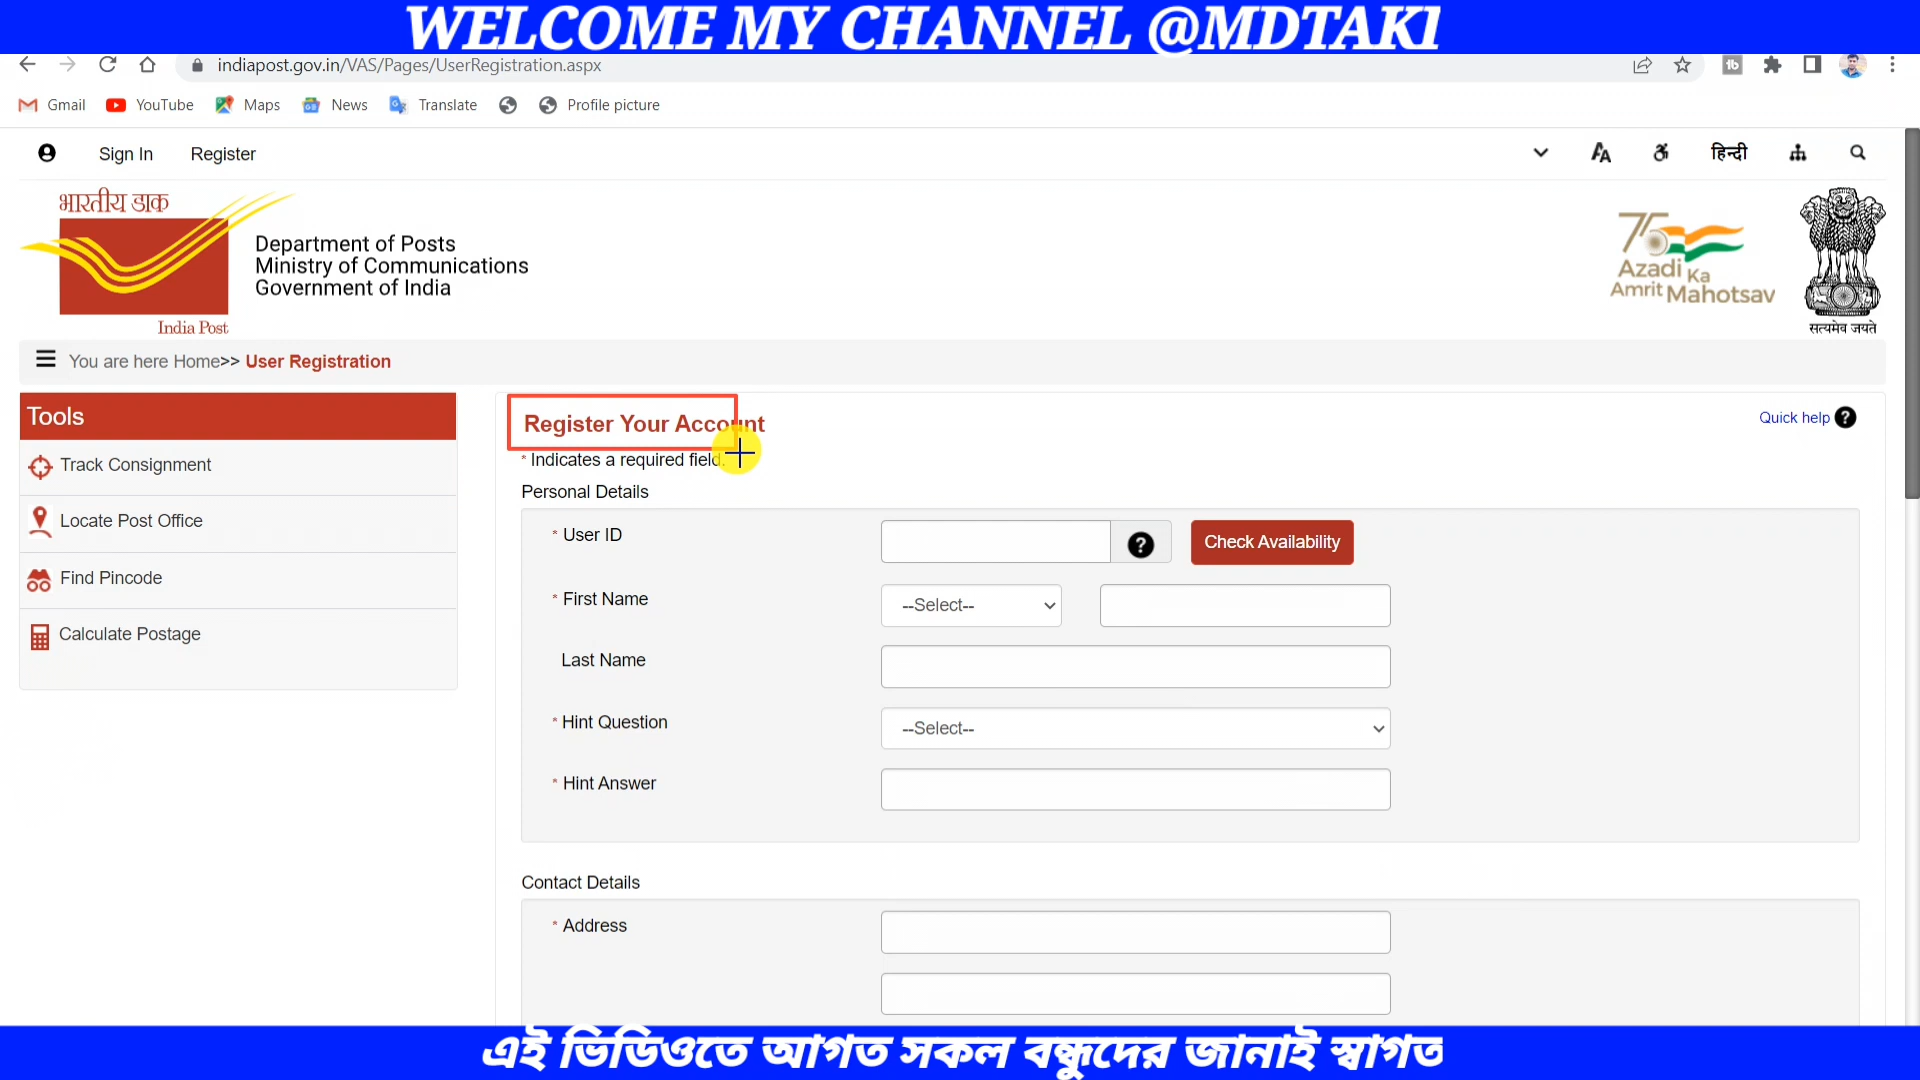 WELCOME MY CHANNEL @MDTAKI
indiapost.gov.in/VAS/Pages/UserRegistration.aspx
Gmail YouTube Maps News Translate Profile picture
Sign In Register हिन्दी
भारतीय डाक
Department of Posts
Ministry of Communications
Government of India
India Post
75
Azadi Ka
Amrit Mahotsav
सत्यमेव जयते
You are here Home>> User Registration
Tools
Track Consignment
Locate Post Office
Find Pincode
Calculate Postage
Register Your Account
Quick help ?
* Indicates a required field.
Personal Details
* User ID ? Check Availability
* First Name --Select--
Last Name
* Hint Question --Select--
* Hint Answer
Contact Details
* Address
এই ভিডিওতে আগত সকল বন্ধুদের জানাই স্বাগত